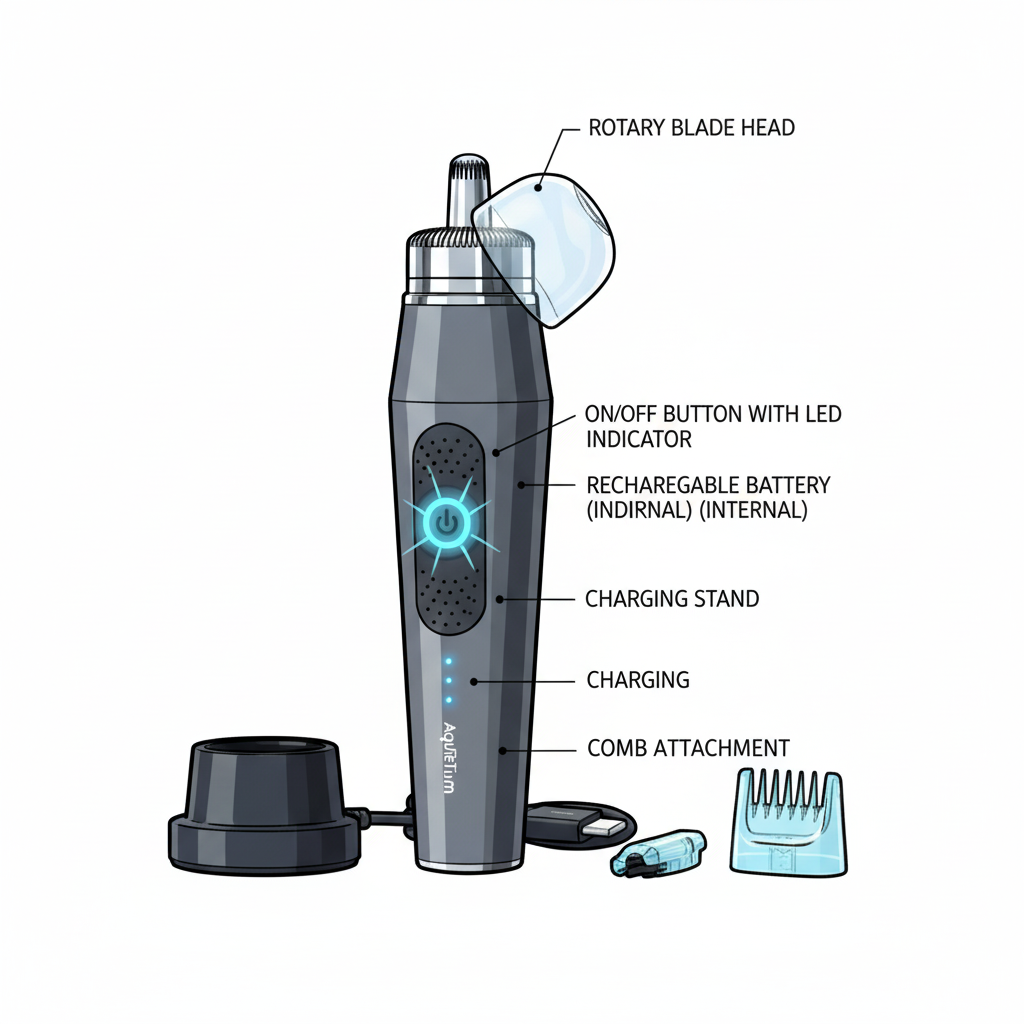 ROTARY BLADE HEAD
ON/OFF BUTTON WITH LED
INDICATOR
RECHAREGABLE BATTERY
(INDIRNAL) (INTERNAL)
CHARGING STAND
CHARGING
COMB ATTACHMENT